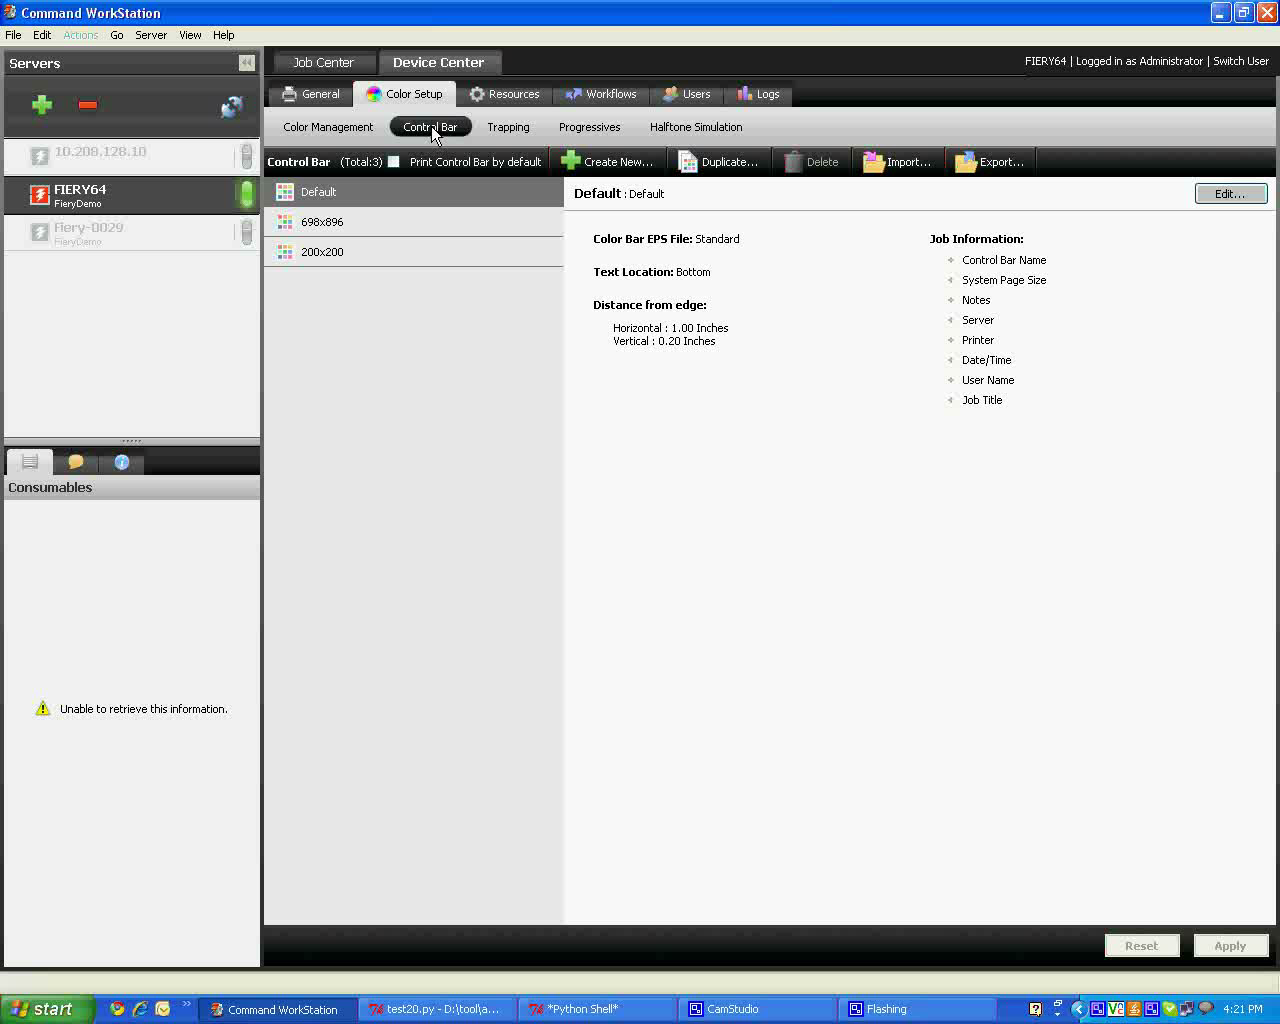 Command WorkStation
File Edit Actions Go Server View Help
Servers
Job Center Device Center
FIERY64 | Logged in as Administrator | Switch User
General Color Setup Resources Workflows Users Logs
Color Management Control Bar Trapping Progressives Halftone Simulation
Control Bar (Total:3) Print Control Bar by default Create New... Duplicate... Delete Import... Export...
10.208.128.10
FIERY64
FieryDemo
Fiery-0029
FieryDemo
Default
698x896
200x200
Default : Default
Edit...
Color Bar EPS File: Standard
Text Location: Bottom
Distance from edge:
Horizontal : 1.00 Inches
Vertical : 0.20 Inches
Job Information:
Control Bar Name
System Page Size
Notes
Server
Printer
Date/Time
User Name
Job Title
Consumables
Unable to retrieve this information.
Reset Apply
start
Command WorkStation
test20.py - D:\tool\a...
*Python Shell*
CamStudio
Flashing
4:21 PM